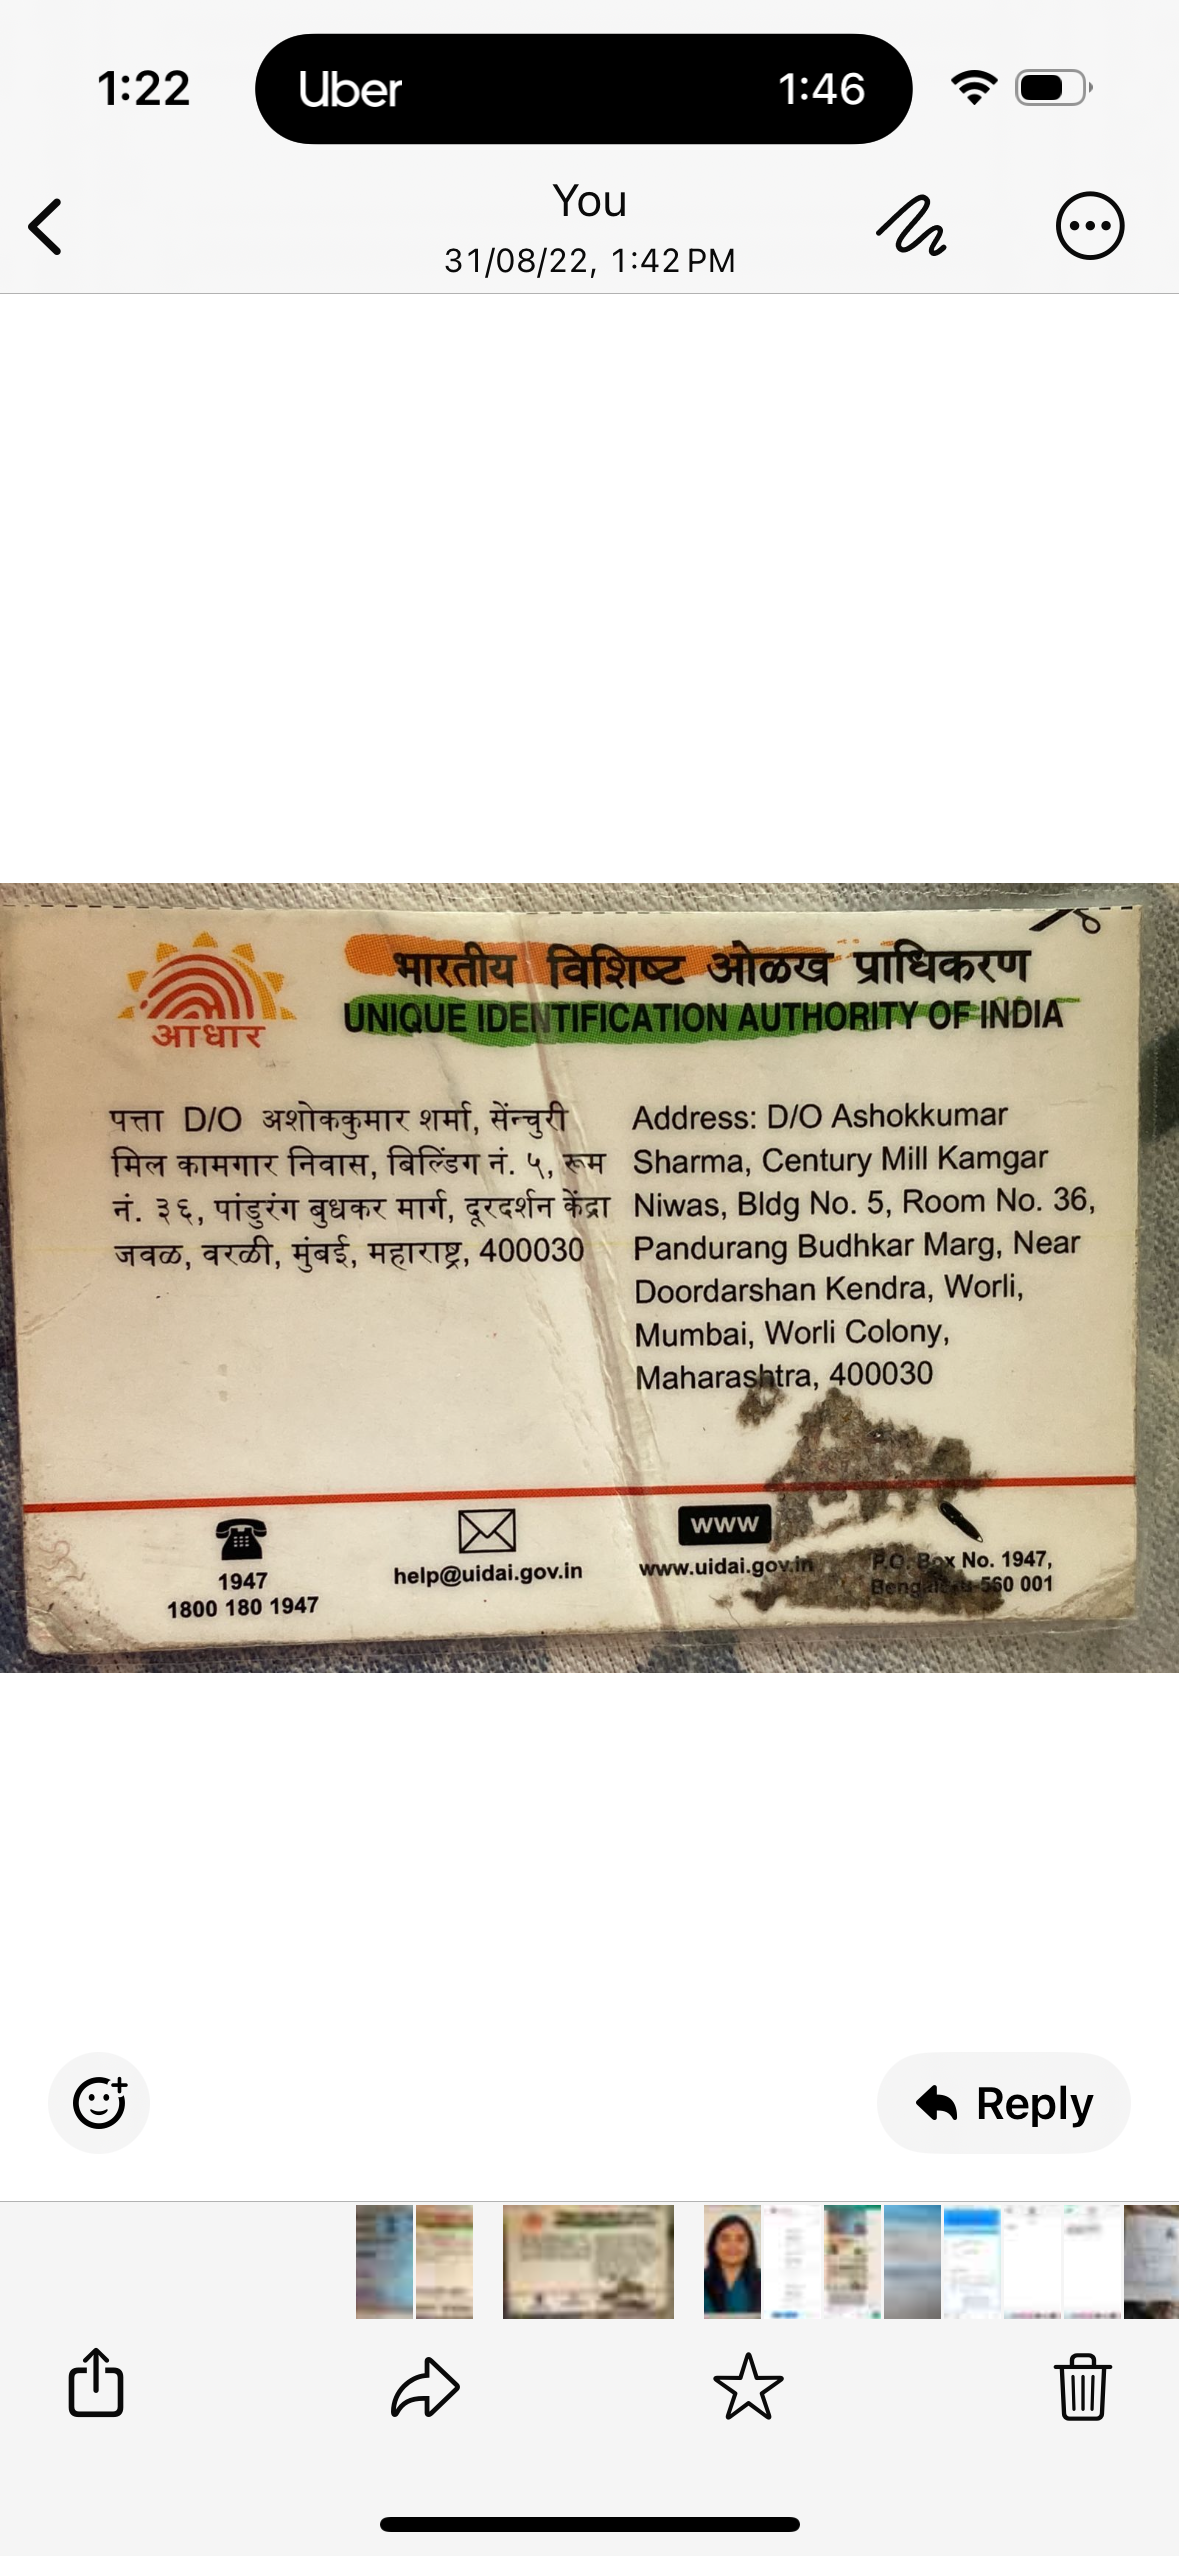 1:22 Uber 1:46
You
31/08/22, 1:42 PM
आधार
भारतीय विशिष्ट ओळख प्राधिकरण
UNIQUE IDENTIFICATION AUTHORITY OF INDIA
पत्ता D/O अशोककुमार शर्मा, सेंन्चुरी
मिल कामगार निवास, बिल्डिंग नं. ५, रूम
नं. ३६, पांडुरंग बुधकर मार्ग, दूरदर्शन केंद्रा
जवळ, वरळी, मुंबई, महाराष्ट्र, 400030
Address: D/O Ashokkumar
Sharma, Century Mill Kamgar
Niwas, Bldg No. 5, Room No. 36,
Pandurang Budhkar Marg, Near
Doordarshan Kendra, Worli,
Mumbai, Worli Colony,
Maharashtra, 400030
1947
1800 180 1947
help@uidai.gov.in
www
www.uidai.gov.in
P.O. Box No. 1947,
Bengaluru-560 001
Reply